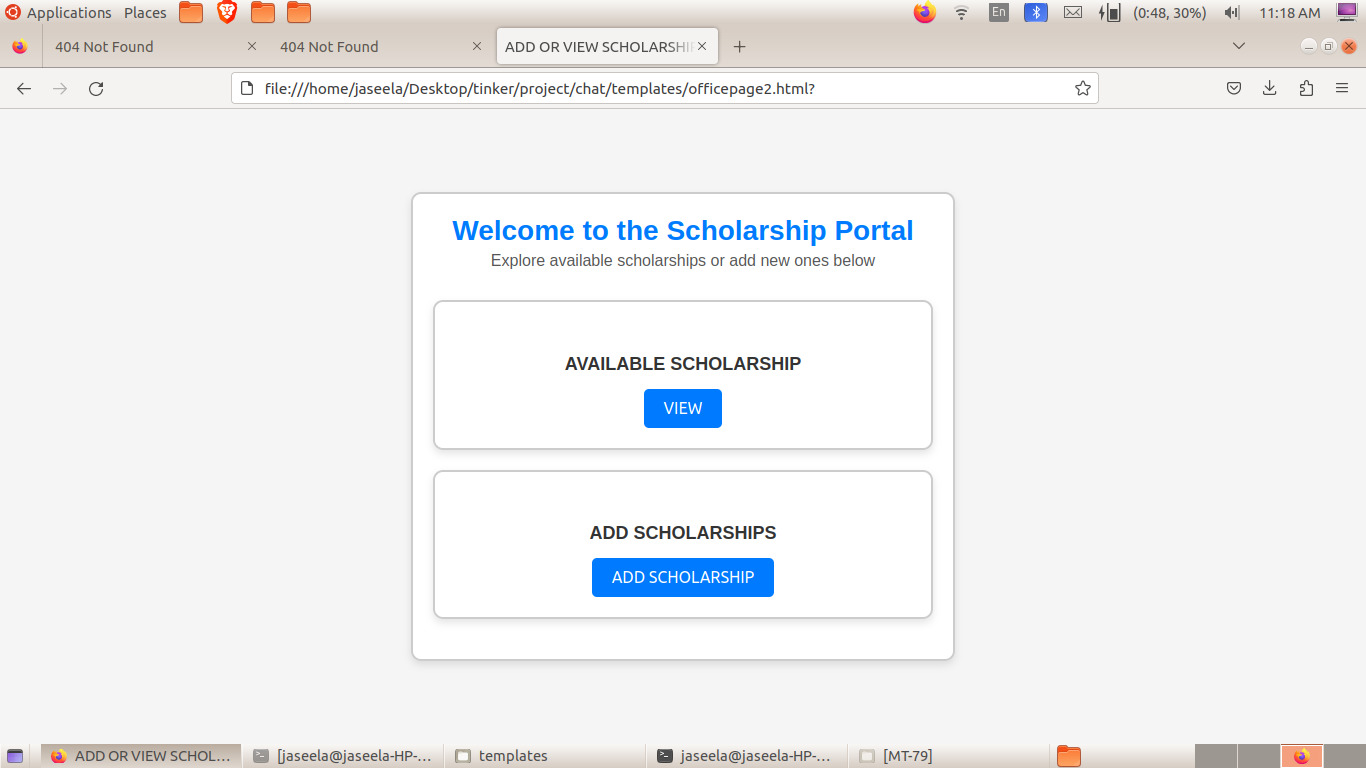 Applications Places En (0:48, 30%) 11:18 AM
404 Not Found 404 Not Found ADD OR VIEW SCHOLARSHI
file:///home/jaseela/Desktop/tinker/project/chat/templates/officepage2.html?
Welcome to the Scholarship Portal
Explore available scholarships or add new ones below
AVAILABLE SCHOLARSHIP
VIEW
ADD SCHOLARSHIPS
ADD SCHOLARSHIP
ADD OR VIEW SCHOL... [jaseela@jaseela-HP-... templates jaseela@jaseela-HP-... [MT-79]